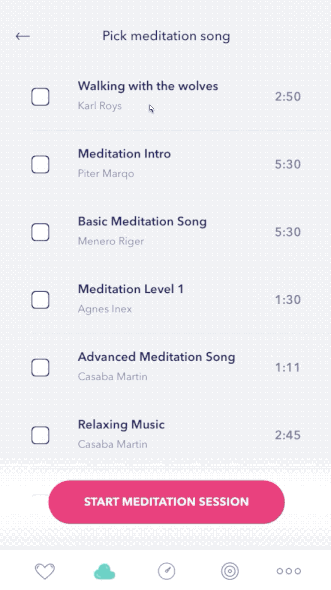 Pick meditation song
Walking with the wolves
2:50
Karl Roys
Meditation Intro
5:30
Piter Marqo
Basic Meditation Song
5:30
Menero Riger
Meditation Level 1
1:30
Agnes Inex
Advanced Meditation Song
1:11
Casaba Martin
Relaxing Music
2:45
Casaba Martin
START MEDITATION SESSION